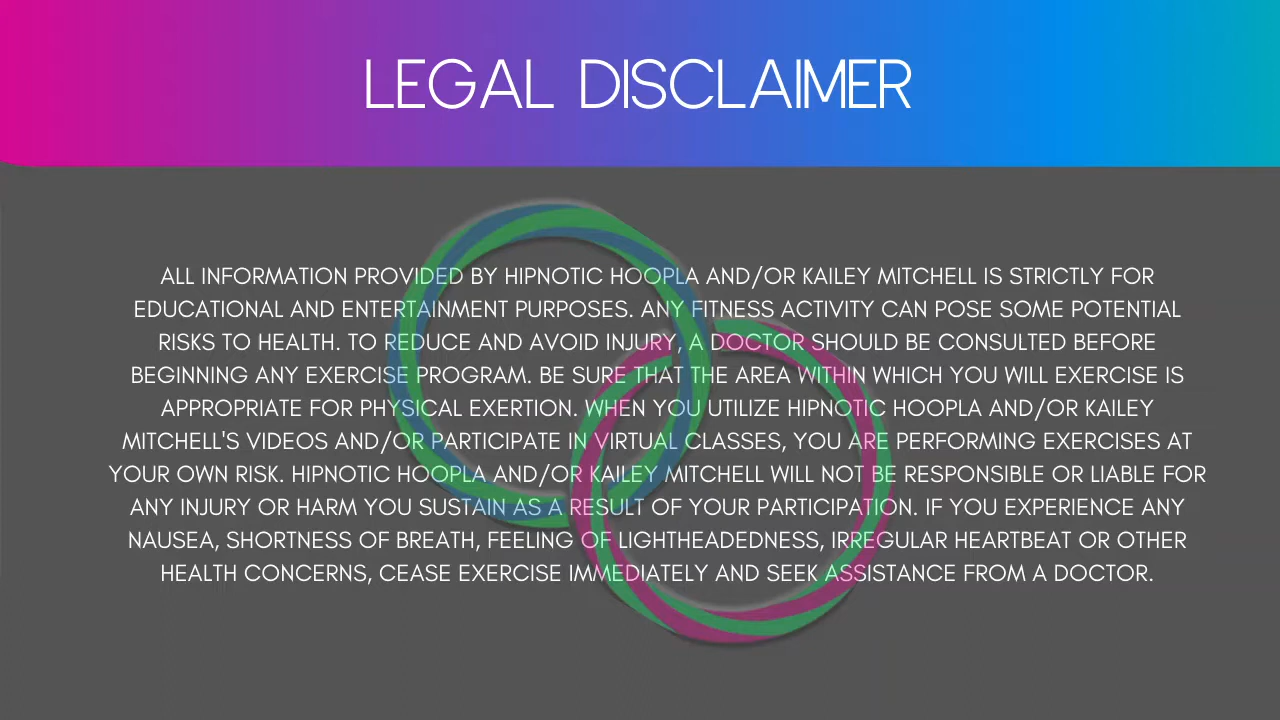 LEGAL DISCLAIMER
ALL INFORMATION PROVIDED BY HIPNOTIC HOOPLA AND/OR KAILEY MITCHELL IS STRICTLY FOR
EDUCATIONAL AND ENTERTAINMENT PURPOSES. ANY FITNESS ACTIVITY CAN POSE SOME POTENTIAL
RISKS TO HEALTH. TO REDUCE AND AVOID INJURY, A DOCTOR SHOULD BE CONSULTED BEFORE
BEGINNING ANY EXERCISE PROGRAM. BE SURE THAT THE AREA WITHIN WHICH YOU WILL EXERCISE IS
APPROPRIATE FOR PHYSICAL EXERTION. WHEN YOU UTILIZE HIPNOTIC HOOPLA AND/OR KAILEY
MITCHELL'S VIDEOS AND/OR PARTICIPATE IN VIRTUAL CLASSES, YOU ARE PERFORMING EXERCISES AT
YOUR OWN RISK. HIPNOTIC HOOPLA AND/OR KAILEY MITCHELL WILL NOT BE RESPONSIBLE OR LIABLE FOR
ANY INJURY OR HARM YOU SUSTAIN AS A RESULT OF YOUR PARTICIPATION. IF YOU EXPERIENCE ANY
NAUSEA, SHORTNESS OF BREATH, FEELING OF LIGHTHEADEDNESS, IRREGULAR HEARTBEAT OR OTHER
HEALTH CONCERNS, CEASE EXERCISE IMMEDIATELY AND SEEK ASSISTANCE FROM A DOCTOR.